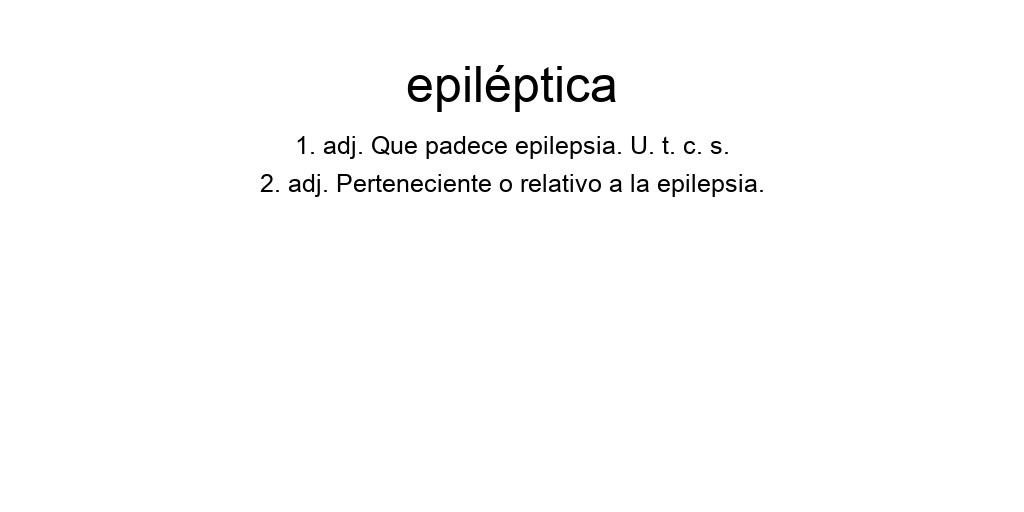 epiléptica
1. adj. Que padece epilepsia. U. t. c. s.
2. adj. Perteneciente o relativo a la epilepsia.